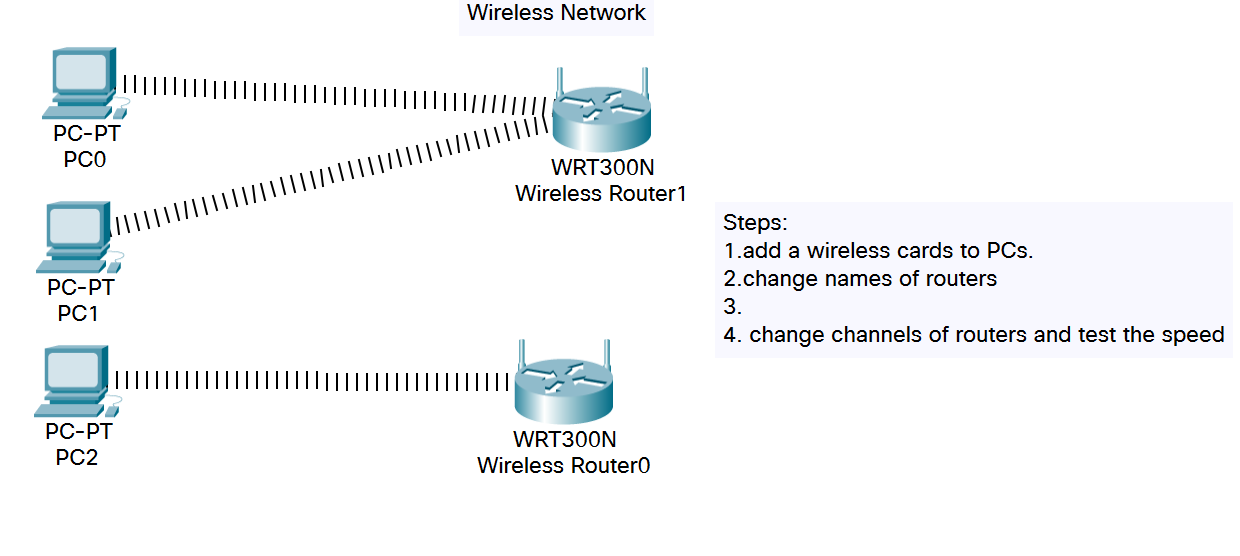 Wireless Network
PC-PT
PC0
WRT300N
Wireless Router1
PC-PT
PC1
Steps:
1.add a wireless cards to PCs.
2.change names of routers
3.
4. change channels of routers and test the speed
PC-PT
PC2
WRT300N
Wireless Router0